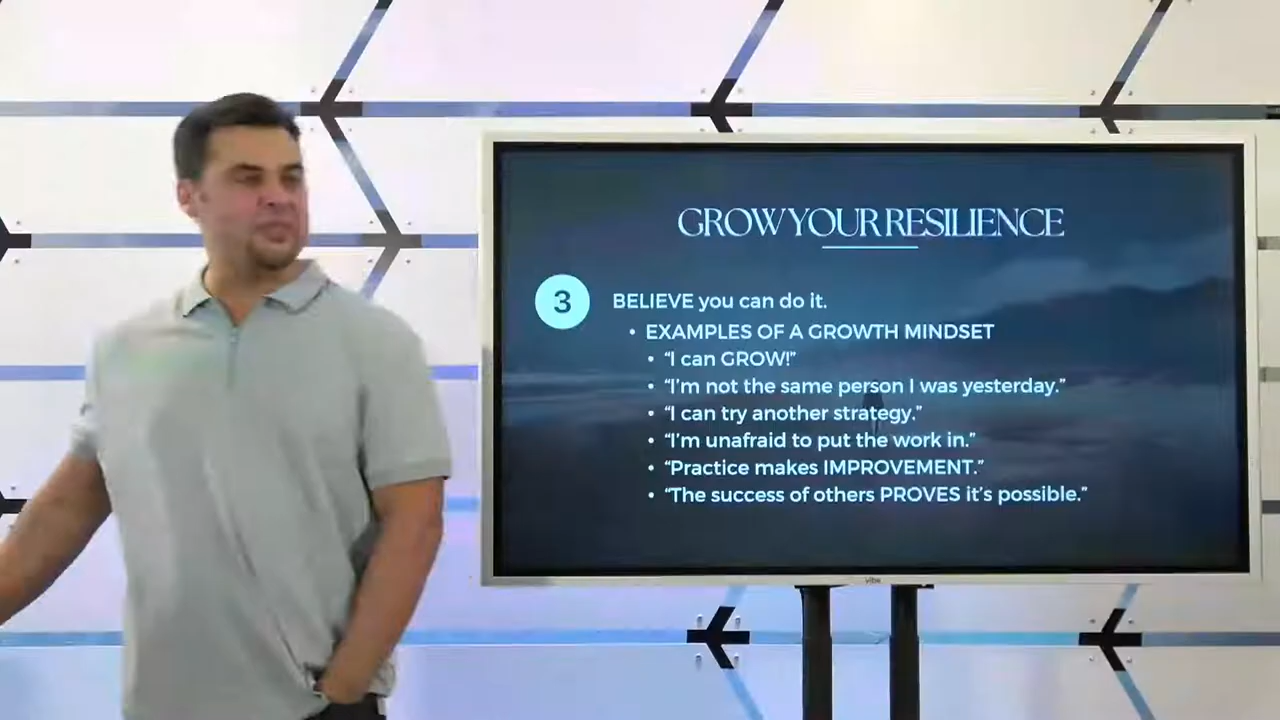 GROW YOUR RESILIENCE
3
BELIEVE you can do it.
• EXAMPLES OF A GROWTH MINDSET
• “I can GROW!”
• “I’m not the same person I was yesterday.”
• “I can try another strategy.”
• “I’m unafraid to put the work in.”
• “Practice makes IMPROVEMENT.”
• “The success of others PROVES it’s possible.”
vibe